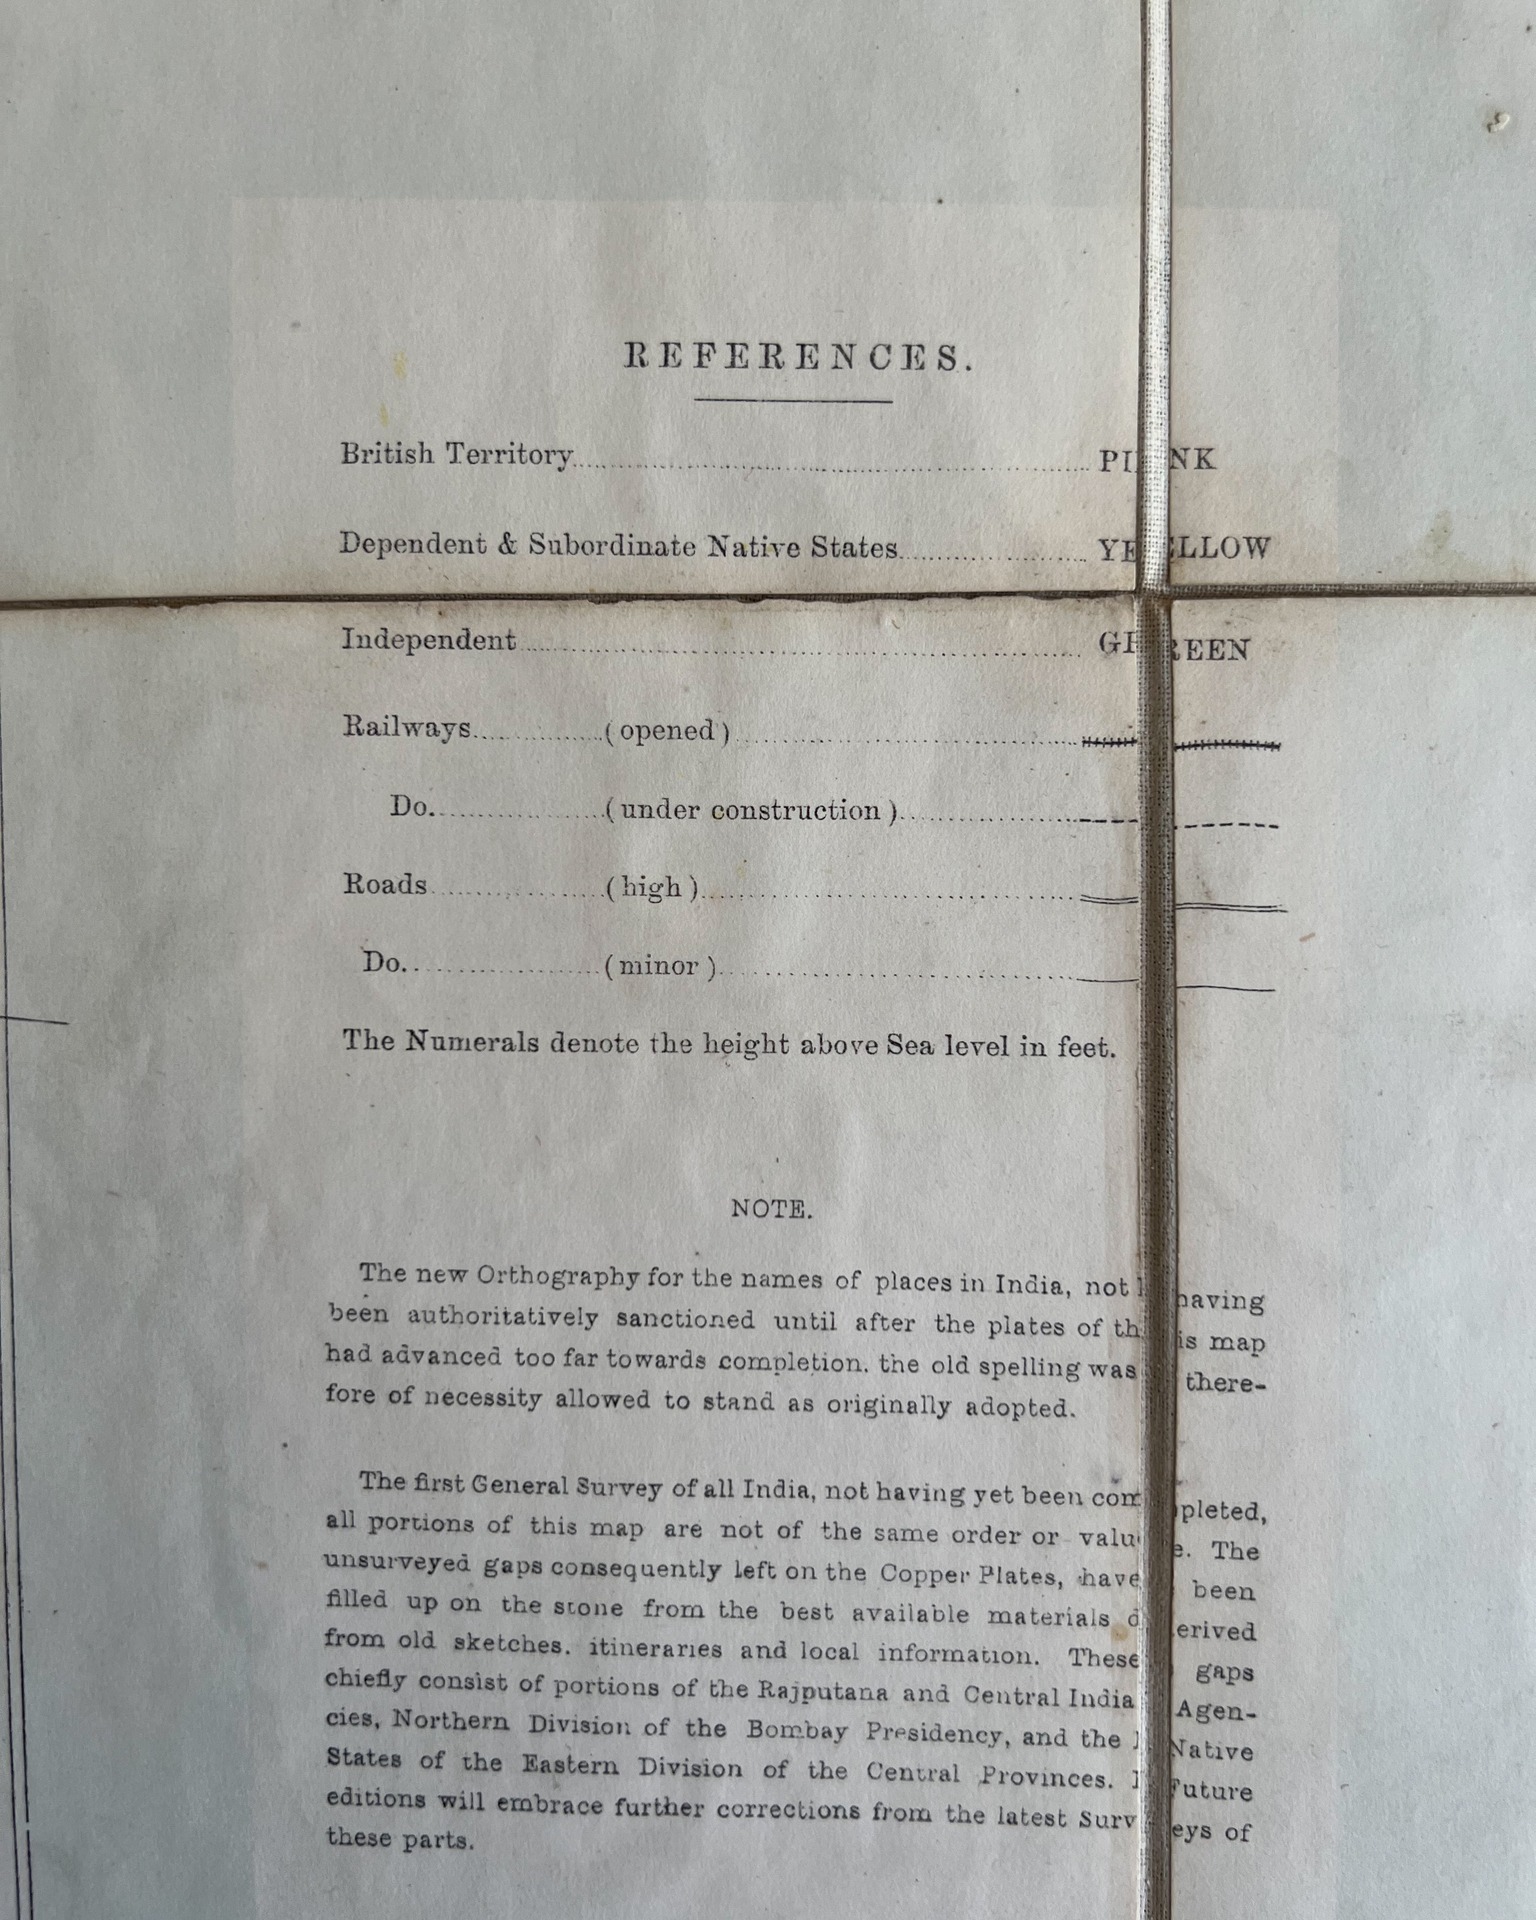 REFERENCES.
British Territory PINK
Dependent & Subordinate Native States YELLOW
Independent GREEN
Railways (opened)
Do. (under construction)
Roads (high)
Do. (minor)
The Numerals denote the height above Sea level in feet.
NOTE.
The new Orthography for the names of places in India, not having
been authoritatively sanctioned until after the plates of this map
had advanced too far towards completion. the old spelling was there-
fore of necessity allowed to stand as originally adopted.
The first General Survey of all India, not having yet been completed,
all portions of this map are not of the same order or value. The
unsurveyed gaps consequently left on the Copper Plates, have been
filled up on the stone from the best available materials derived
from old sketches. itineraries and local information. These gaps
chiefly consist of portions of the Rajputana and Central India Agen-
cies, Northern Division of the Bombay Presidency, and the Native
States of the Eastern Division of the Central Provinces. Future
editions will embrace further corrections from the latest Surveys of
these parts.